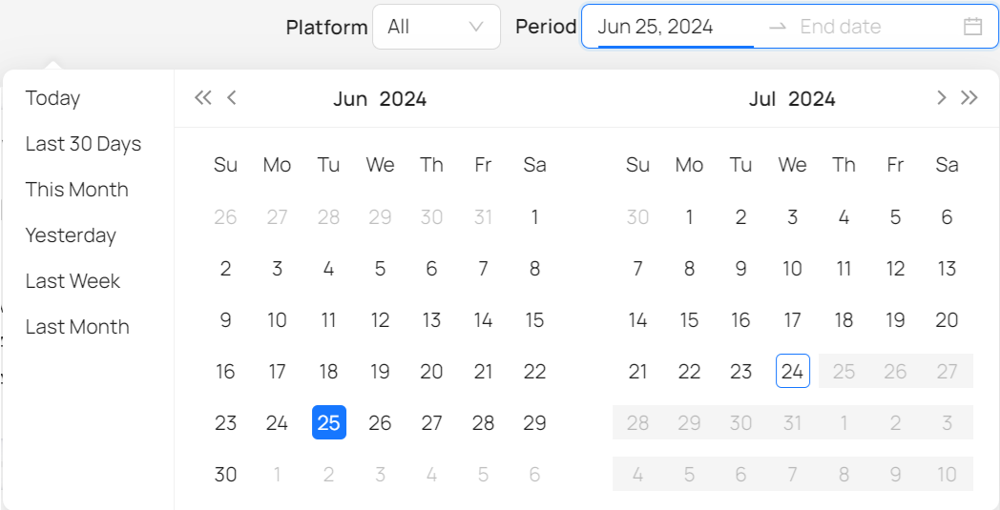 Platform All Period Jun 25, 2024 End date
Today
Last 30 Days
This Month
Yesterday
Last Week
Last Month
Jun 2024
Su Mo Tu We Th Fr Sa
26 27 28 29 30 31 1
2 3 4 5 6 7 8
9 10 11 12 13 14 15
16 17 18 19 20 21 22
23 24 25 26 27 28 29
30 1 2 3 4 5 6
Jul 2024
Su Mo Tu We Th Fr Sa
30 1 2 3 4 5 6
7 8 9 10 11 12 13
14 15 16 17 18 19 20
21 22 23 24 25 26 27
28 29 30 31 1 2 3
4 5 6 7 8 9 10